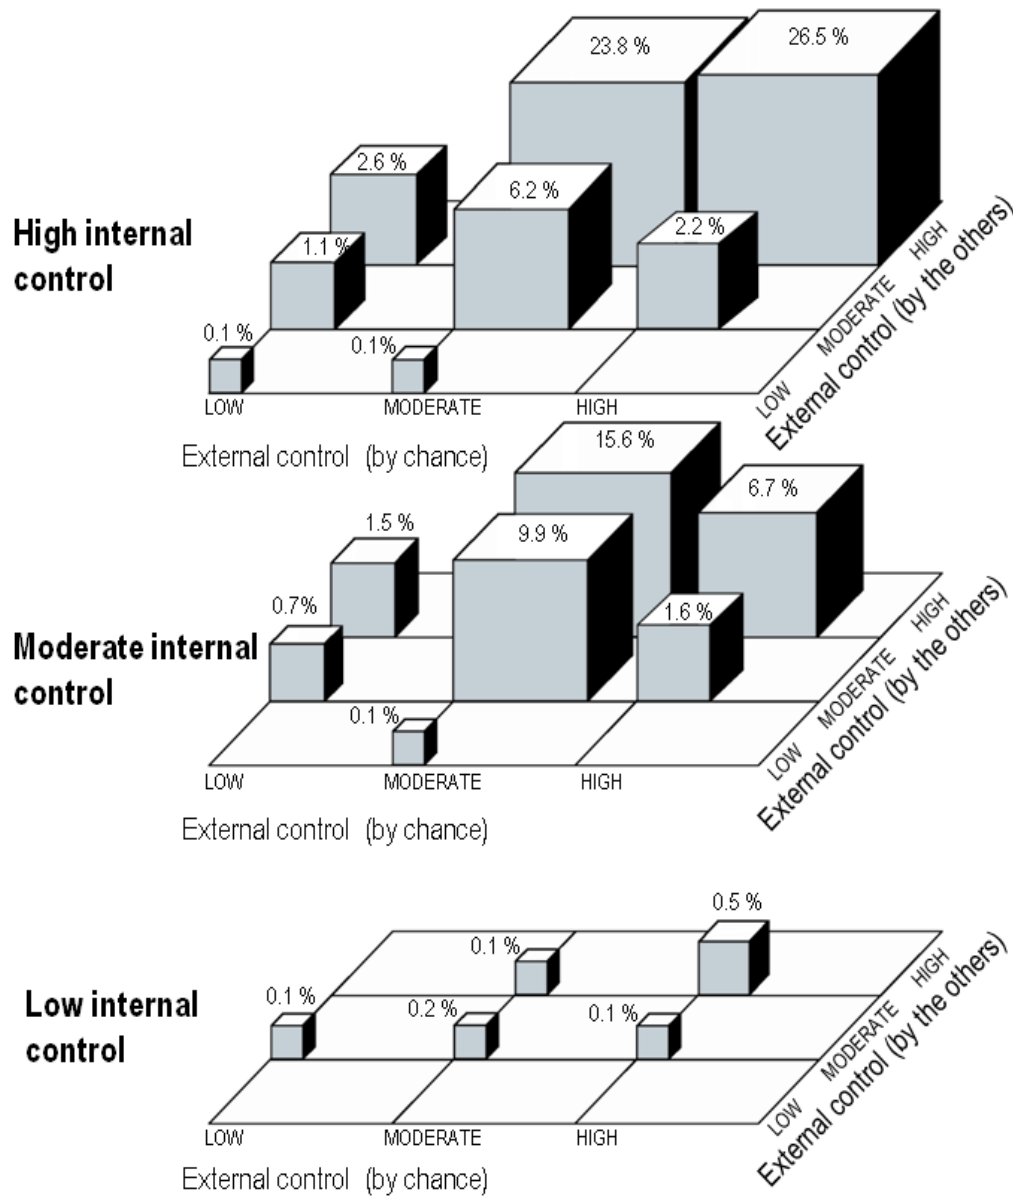 23.8 %
26.5 %
2.6 %
6.2 %
2.2 %
High internal
control
1.1 %
0.1 %
0.1%
LOW
MODERATE
HIGH
LOW
MODERATE
HIGH
External control (by the others)
External control (by chance)
15.6 %
6.7 %
1.5 %
9.9 %
0.7%
1.6 %
Moderate internal
control
0.1 %
LOW
MODERATE
HIGH
LOW
MODERATE
HIGH
External control (by the others)
External control (by chance)
0.5 %
0.1 %
0.1 %
0.2 %
0.1 %
Low internal
control
LOW
MODERATE
HIGH
LOW
MODERATE
HIGH
External control (by the others)
External control (by chance)